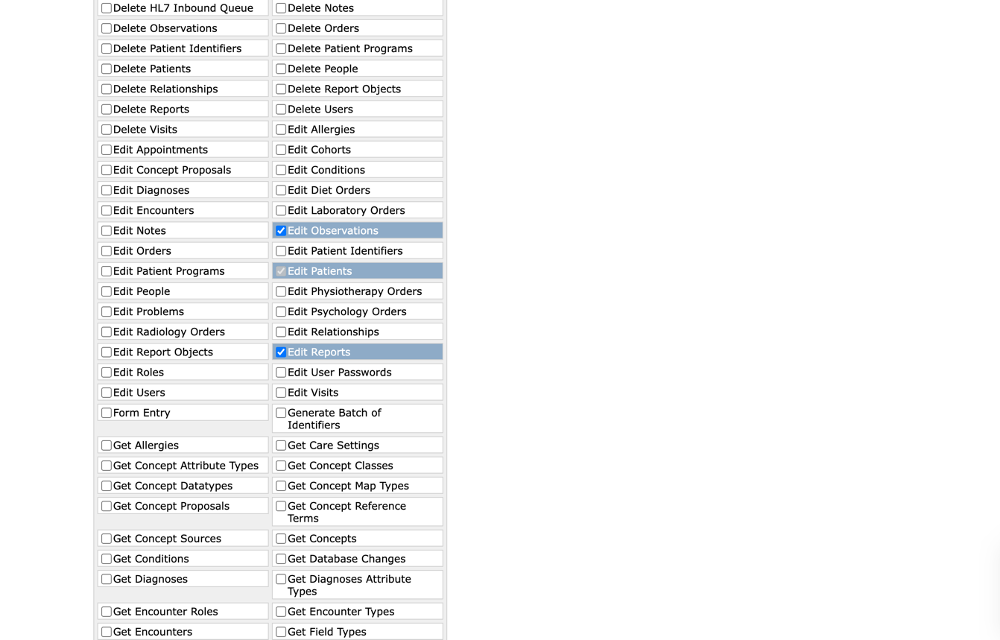 Delete HL7 Inbound Queue
Delete Notes
Delete Observations
Delete Orders
Delete Patient Identifiers
Delete Patient Programs
Delete Patients
Delete People
Delete Relationships
Delete Report Objects
Delete Reports
Delete Users
Delete Visits
Edit Allergies
Edit Appointments
Edit Cohorts
Edit Concept Proposals
Edit Conditions
Edit Diagnoses
Edit Diet Orders
Edit Encounters
Edit Laboratory Orders
Edit Notes
Edit Observations
Edit Orders
Edit Patient Identifiers
Edit Patient Programs
Edit Patients
Edit People
Edit Physiotherapy Orders
Edit Problems
Edit Psychology Orders
Edit Radiology Orders
Edit Relationships
Edit Report Objects
Edit Reports
Edit Roles
Edit User Passwords
Edit Users
Edit Visits
Form Entry
Generate Batch of
Identifiers
Get Allergies
Get Care Settings
Get Concept Attribute Types
Get Concept Classes
Get Concept Datatypes
Get Concept Map Types
Get Concept Proposals
Get Concept Reference
Terms
Get Concept Sources
Get Concepts
Get Conditions
Get Database Changes
Get Diagnoses
Get Diagnoses Attribute
Types
Get Encounter Roles
Get Encounter Types
Get Encounters
Get Field Types